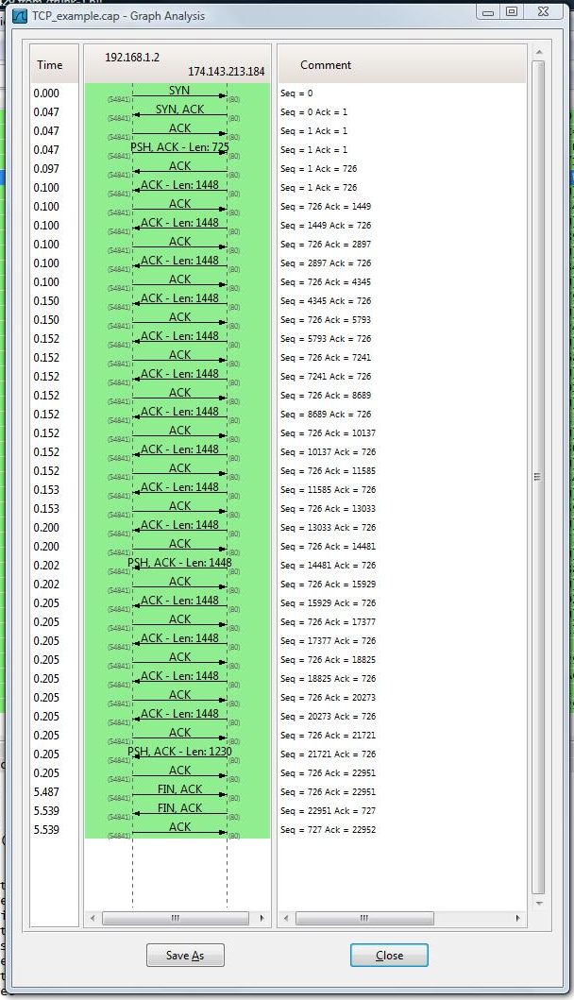 TCP_example.cap - Graph Analysis
Time 192.168.1.2 174.143.213.184 Comment
0.000 SYN (54841) (80) Seq = 0
0.047 SYN, ACK (54841) (80) Seq = 0 Ack = 1
0.047 ACK (54841) (80) Seq = 1 Ack = 1
0.047 PSH, ACK - Len: 725 (54841) (80) Seq = 1 Ack = 1
0.097 ACK (54841) (80) Seq = 1 Ack = 726
0.100 ACK - Len: 1448 (54841) (80) Seq = 1 Ack = 726
0.100 ACK (54841) (80) Seq = 726 Ack = 1449
0.100 ACK - Len: 1448 (54841) (80) Seq = 1449 Ack = 726
0.100 ACK (54841) (80) Seq = 726 Ack = 2897
0.100 ACK - Len: 1448 (54841) (80) Seq = 2897 Ack = 726
0.100 ACK (54841) (80) Seq = 726 Ack = 4345
0.150 ACK - Len: 1448 (54841) (80) Seq = 4345 Ack = 726
0.150 ACK (54841) (80) Seq = 726 Ack = 5793
0.152 ACK - Len: 1448 (54841) (80) Seq = 5793 Ack = 726
0.152 ACK (54841) (80) Seq = 726 Ack = 7241
0.152 ACK - Len: 1448 (54841) (80) Seq = 7241 Ack = 726
0.152 ACK (54841) (80) Seq = 726 Ack = 8689
0.152 ACK - Len: 1448 (54841) (80) Seq = 8689 Ack = 726
0.152 ACK (54841) (80) Seq = 726 Ack = 10137
0.152 ACK - Len: 1448 (54841) (80) Seq = 10137 Ack = 726
0.152 ACK (54841) (80) Seq = 726 Ack = 11585
0.153 ACK - Len: 1448 (54841) (80) Seq = 11585 Ack = 726
0.153 ACK (54841) (80) Seq = 726 Ack = 13033
0.200 ACK - Len: 1448 (54841) (80) Seq = 13033 Ack = 726
0.200 ACK (54841) (80) Seq = 726 Ack = 14481
0.202 PSH, ACK - Len: 1448 (54841) (80) Seq = 14481 Ack = 726
0.202 ACK (54841) (80) Seq = 726 Ack = 15929
0.205 ACK - Len: 1448 (54841) (80) Seq = 15929 Ack = 726
0.205 ACK (54841) (80) Seq = 726 Ack = 17377
0.205 ACK - Len: 1448 (54841) (80) Seq = 17377 Ack = 726
0.205 ACK (54841) (80) Seq = 726 Ack = 18825
0.205 ACK - Len: 1448 (54841) (80) Seq = 18825 Ack = 726
0.205 ACK (54841) (80) Seq = 726 Ack = 20273
0.205 ACK - Len: 1448 (54841) (80) Seq = 20273 Ack = 726
0.205 ACK (54841) (80) Seq = 726 Ack = 21721
0.205 PSH, ACK - Len: 1230 (54841) (80) Seq = 21721 Ack = 726
0.205 ACK (54841) (80) Seq = 726 Ack = 22951
5.487 FIN, ACK (54841) (80) Seq = 726 Ack = 22951
5.539 FIN, ACK (54841) (80) Seq = 22951 Ack = 727
5.539 ACK (54841) (80) Seq = 727 Ack = 22952
Save As Close